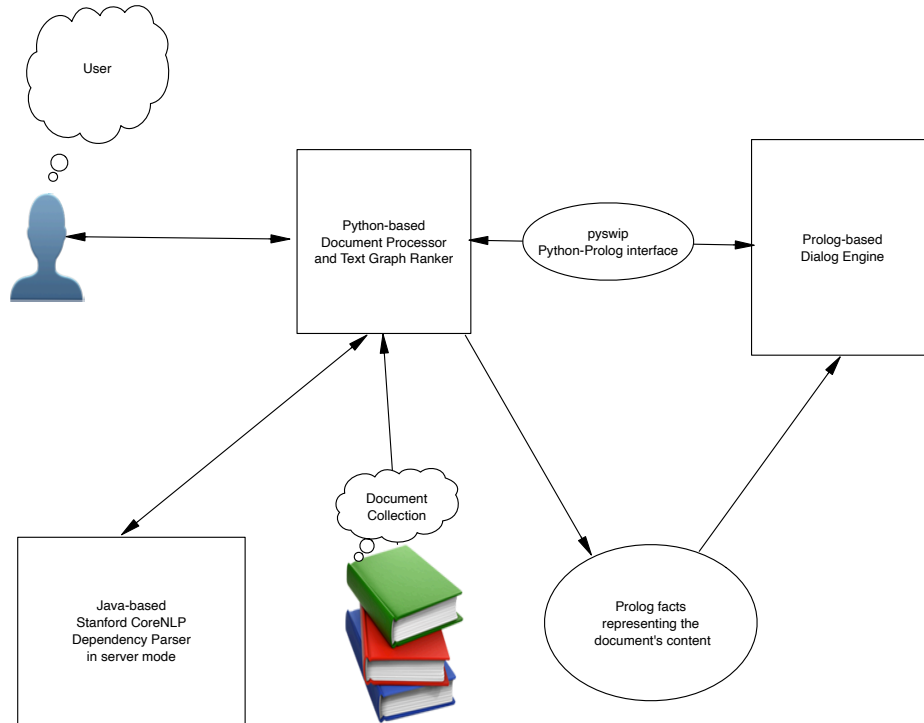 User
Python-based
Document Processor
and Text Graph Ranker
pyswip
Python-Prolog interface
Prolog-based
Dialog Engine
Document
Collection
Java-based
Stanford CoreNLP
Dependency Parser
in server mode
Prolog facts
representing the
document's content